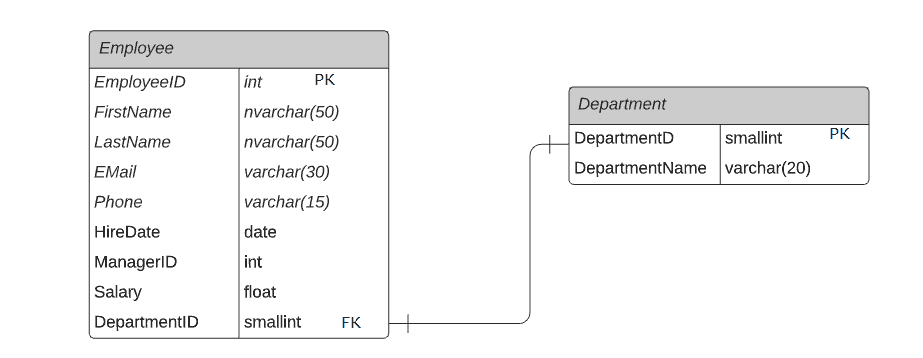 Employee
EmployeeID int PK
FirstName nvarchar(50)
LastName nvarchar(50)
EMail varchar(30)
Phone varchar(15)
HireDate date
ManagerID int
Salary float
DepartmentID smallint FK
Department
DepartmentD smallint PK
DepartmentName varchar(20)